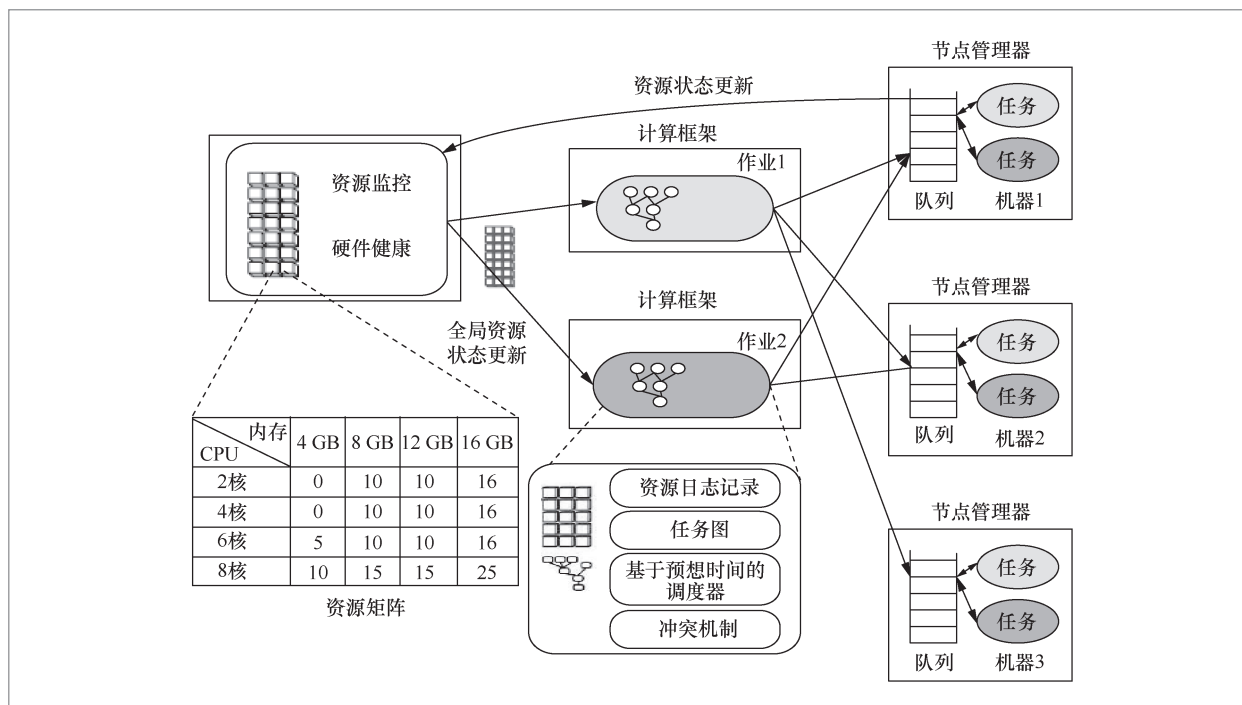 节点管理器
资源状态更新
任务
计算框架
作业1
任务
资源监控
队列
机器1
硬件健康
节点管理器
计算框架
全局资源
状态更新
作业2
任务
任务
队列
机器2
内存
CPU
4 GB 8 GB 12 GB 16 GB
2核 0 10 10 16
4核 0 10 10 16
6核 5 10 10 16
8核 10 15 15 25
资源矩阵
资源日志记录
任务图
基于预想时间的
调度器
冲突机制
节点管理器
任务
任务
队列
机器3